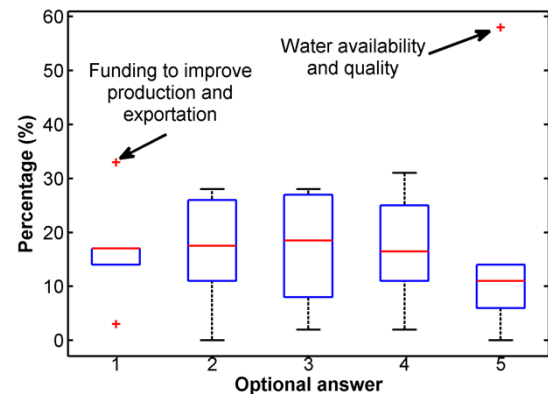 60
50
40
30
20
10
0
Percentage (%)
Funding to improve
production and
exportation
Water availability
and quality
1 2 3 4 5
Optional answer